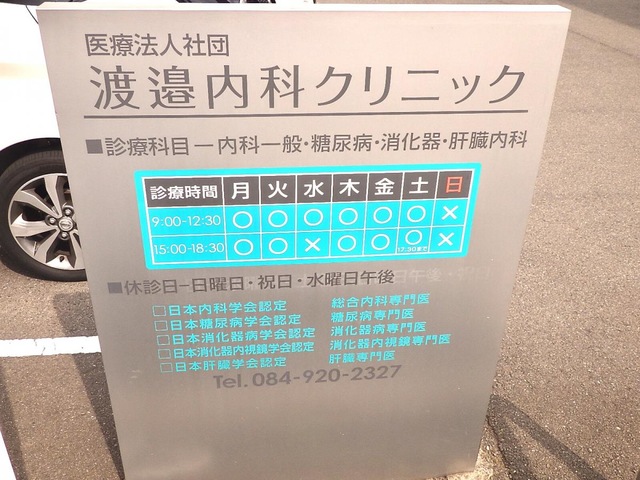 医療法人社団
渡邉内科クリニック
■診療科目ー内科一般・糖尿病・消化器・肝臓内科
診療時間 月 火 水 木 金 土 日
9:00-12:30 ○ ○ ○ ○ ○ ○ ×
15:00-18:30 ○ ○ × ○ ○ ○ ×
17:30まで
■休診日ー日曜日・祝日・水曜日午後
□日本内科学会認定 総合内科専門医
□日本糖尿病学会認定 糖尿病専門医
□日本消化器病学会認定 消化器病専門医
□日本消化器内視鏡学会認定 消化器内視鏡専門医
□日本肝臓学会認定 肝臓専門医
Tel.084-920-2327